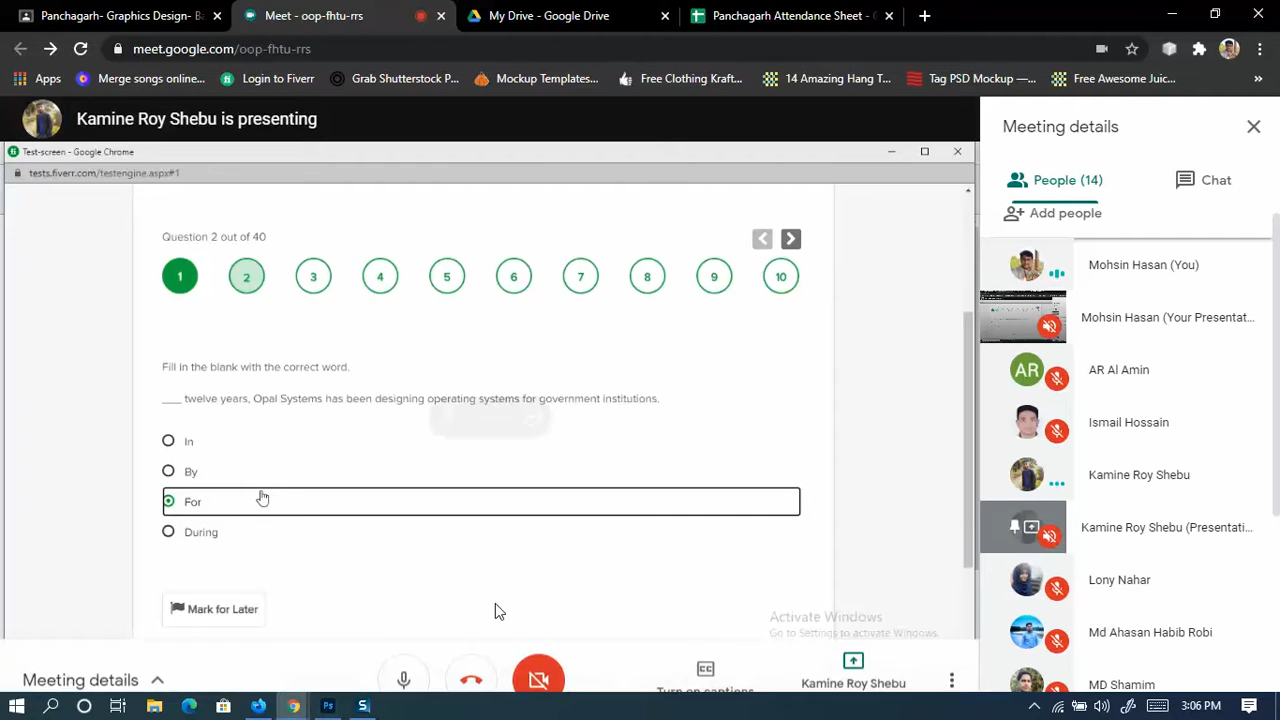 Panchagarh- Graphics Design- Ba
Meet - oop-fhtu-rrs
My Drive - Google Drive
Panchagarh Attendance Sheet - G
meet.google.com/oop-fhtu-rrs
Apps
Merge songs online...
Login to Fiverr
Grab Shutterstock P...
Mockup Templates...
Free Clothing Kraft...
14 Amazing Hang T...
Tag PSD Mockup —...
Free Awesome Juic...
Kamine Roy Shebu is presenting
Test-screen - Google Chrome
tests.fiverr.com/testengine.aspx#1
Question 2 out of 40
1 2 3 4 5 6 7 8 9 10
Fill in the blank with the correct word.
___ twelve years, Opal Systems has been designing operating systems for government institutions.
In
By
For
During
Mark for Later
Activate Windows
Go to Settings to activate Windows.
Meeting details
Turn on captions
Kamine Roy Shebu
Meeting details
People (14)
Chat
Add people
Mohsin Hasan (You)
Mohsin Hasan (Your Presentat...
AR
AR Al Amin
Ismail Hossain
Kamine Roy Shebu
Kamine Roy Shebu (Presentati...
Lony Nahar
Md Ahasan Habib Robi
MD Shamim
3:06 PM